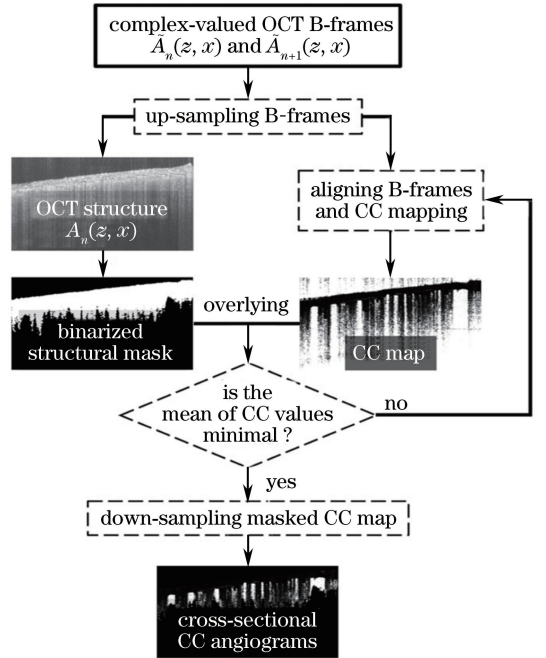 complex-valued OCT B-frames
Ã_n(z, x) and Ã_{n+1}(z, x)
up-sampling B-frames
OCT structure
A_n(z, x)
aligning B-frames
and CC mapping
binarized
structural mask
overlying
CC map
is the
mean of CC values
minimal ?
no
yes
down-sampling masked CC map
cross-sectional
CC angiograms